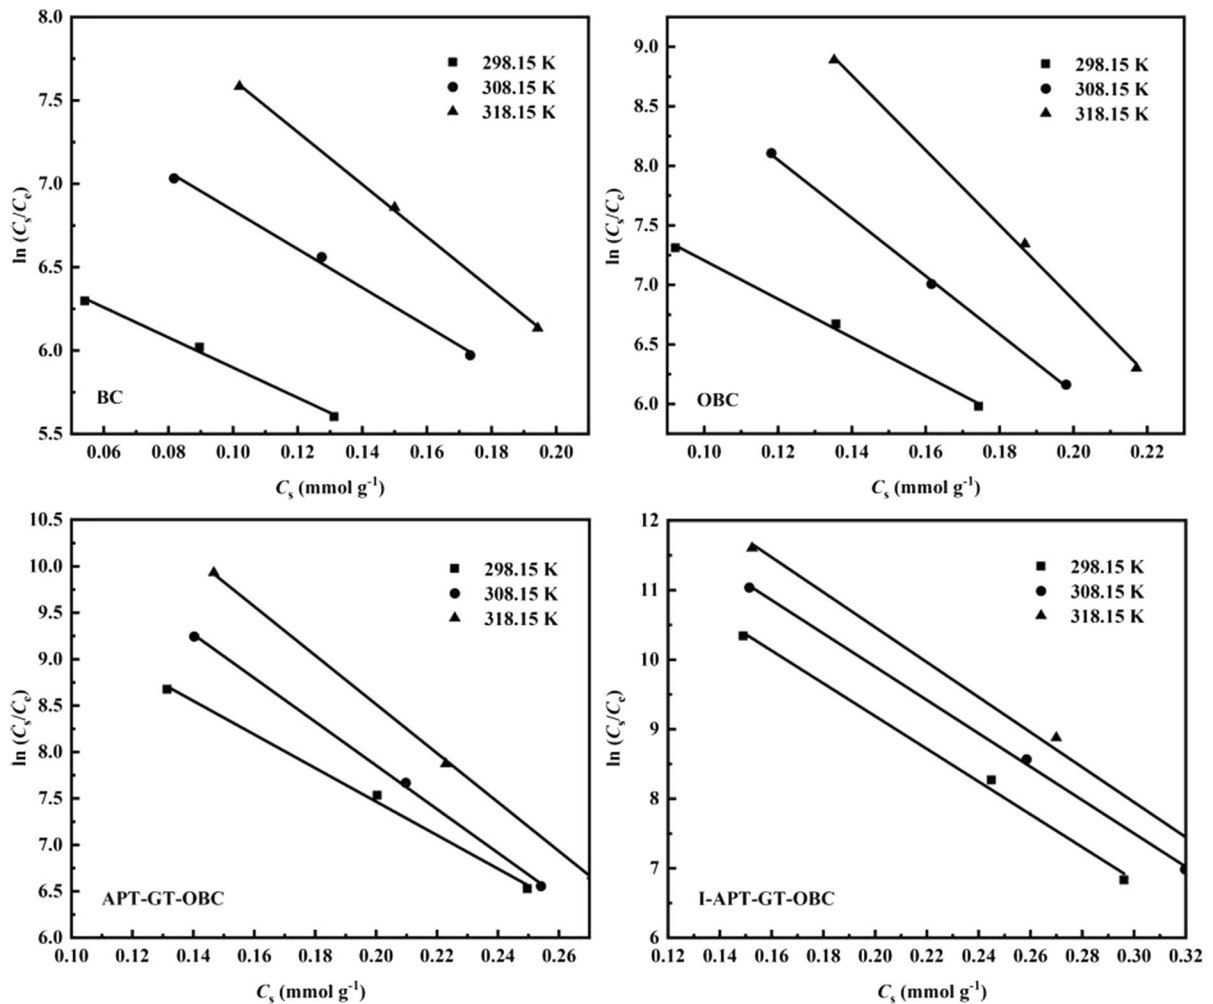 8.0
7.5
7.0
6.5
6.0
5.5
ln (Cs/Ce)
298.15 K
308.15 K
318.15 K
BC
0.06 0.08 0.10 0.12 0.14 0.16 0.18 0.20
Cs (mmol g-1)
9.0
8.5
8.0
7.5
7.0
6.5
6.0
ln (Cs/Ce)
298.15 K
308.15 K
318.15 K
OBC
0.10 0.12 0.14 0.16 0.18 0.20 0.22
Cs (mmol g-1)
10.5
10.0
9.5
9.0
8.5
8.0
7.5
7.0
6.5
6.0
ln (Cs/Ce)
298.15 K
308.15 K
318.15 K
APT-GT-OBC
0.10 0.12 0.14 0.16 0.18 0.20 0.22 0.24 0.26
Cs (mmol g-1)
12
11
10
9
8
7
6
ln (Cs/Ce)
298.15 K
308.15 K
318.15 K
I-APT-GT-OBC
0.12 0.14 0.16 0.18 0.20 0.22 0.24 0.26 0.28 0.30 0.32
Cs (mmol g-1)